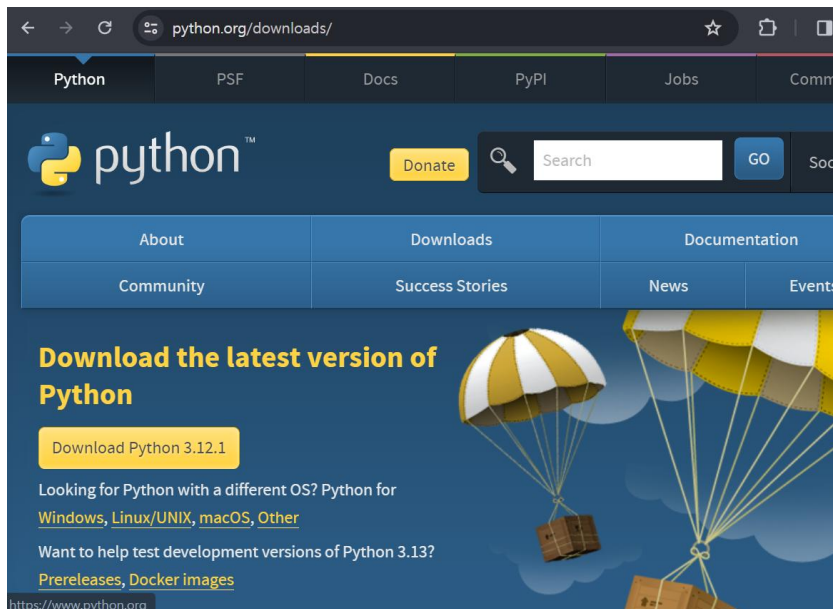 python.org/downloads/
Python PSF Docs PyPI Jobs Comm
python™
Donate Search GO Soc
About Downloads Documentation
Community Success Stories News Events
Download the latest version of
Python
Download Python 3.12.1
Looking for Python with a different OS? Python for
Windows, Linux/UNIX, macOS, Other
Want to help test development versions of Python 3.13?
Prereleases, Docker images
https://www.python.org